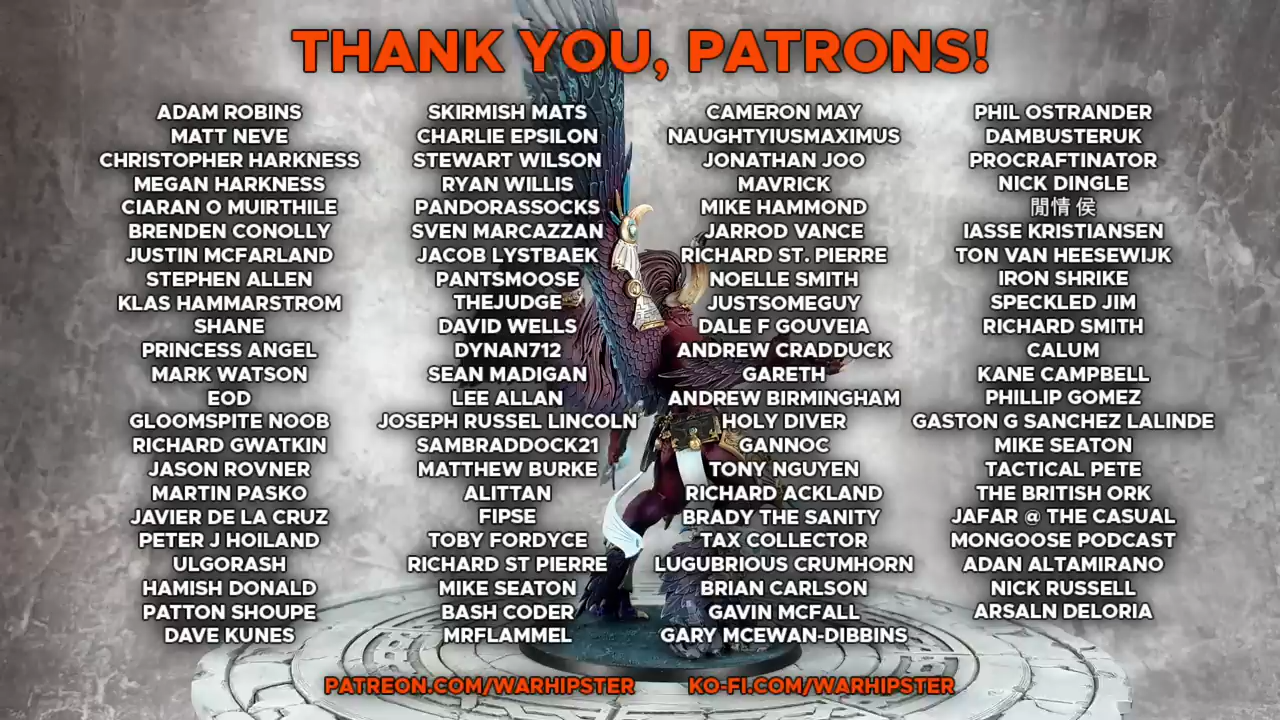 THANK YOU, PATRONS!
ADAM ROBINS
MATT NEVE
CHRISTOPHER HARKNESS
MEGAN HARKNESS
CIARAN O MUIRTHILE
BRENDEN CONOLLY
JUSTIN MCFARLAND
STEPHEN ALLEN
KLAS HAMMARSTROM
SHANE
PRINCESS ANGEL
MARK WATSON
EOD
GLOOMSPITE NOOB
RICHARD GWATKIN
JASON ROVNER
MARTIN PASKO
JAVIER DE LA CRUZ
PETER J HOILAND
ULGORASH
HAMISH DONALD
PATTON SHOUPE
DAVE KUNES
SKIRMISH MATS
CHARLIE EPSILON
STEWART WILSON
RYAN WILLIS
PANDORASSOCKS
SVEN MARCAZZAN
JACOB LYSTBAEK
PANTSMOOSE
THEJUDGE
DAVID WELLS
DYNAN712
SEAN MADIGAN
LEE ALLAN
JOSEPH RUSSEL LINCOLN
SAMBRADDOCK21
MATTHEW BURKE
ALITTAN
FIPSE
TOBY FORDYCE
RICHARD ST PIERRE
MIKE SEATON
BASH CODER
MRFLAMMEL
CAMERON MAY
NAUGHTYIUSMAXIMUS
JONATHAN JOO
MAVRICK
MIKE HAMMOND
JARROD VANCE
RICHARD ST. PIERRE
NOELLE SMITH
JUSTSOMEGUY
DALE F GOUVEIA
ANDREW CRADDUCK
GARETH
ANDREW BIRMINGHAM
HOLY DIVER
GANNOC
TONY NGUYEN
RICHARD ACKLAND
BRADY THE SANITY
TAX COLLECTOR
LUGUBRIOUS CRUMHORN
BRIAN CARLSON
GAVIN MCFALL
GARY MCEWAN-DIBBINS
PHIL OSTRANDER
DAMBUSTERUK
PROCRAFTINATOR
NICK DINGLE
閒情 侯
IASSE KRISTIANSEN
TON VAN HEESEWIJK
IRON SHRIKE
SPECKLED JIM
RICHARD SMITH
CALUM
KANE CAMPBELL
PHILLIP GOMEZ
GASTON G SANCHEZ LALINDE
MIKE SEATON
TACTICAL PETE
THE BRITISH ORK
JAFAR @ THE CASUAL
MONGOOSE PODCAST
ADAN ALTAMIRANO
NICK RUSSELL
ARSALN DELORIA
PATREON.COM/WARHIPSTER
KO-FI.COM/WARHIPSTER